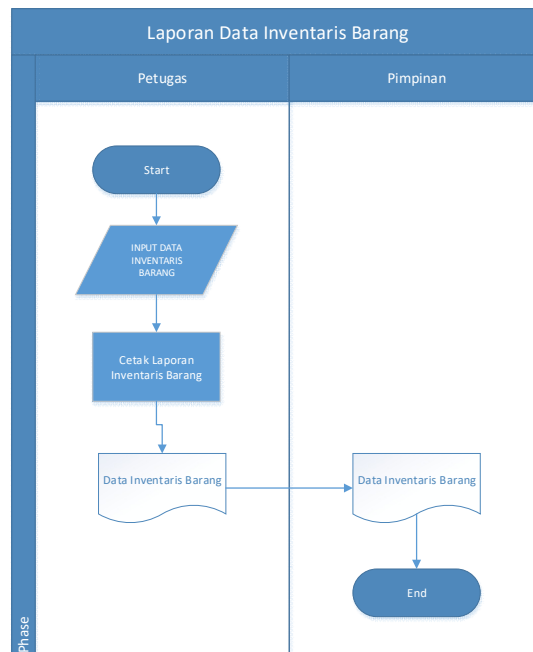 Laporan Data Inventaris Barang
Petugas
Pimpinan
Start
INPUT DATA
INVENTARIS
BARANG
Cetak Laporan
Inventaris Barang
Data Inventaris Barang
Data Inventaris Barang
End
Phase